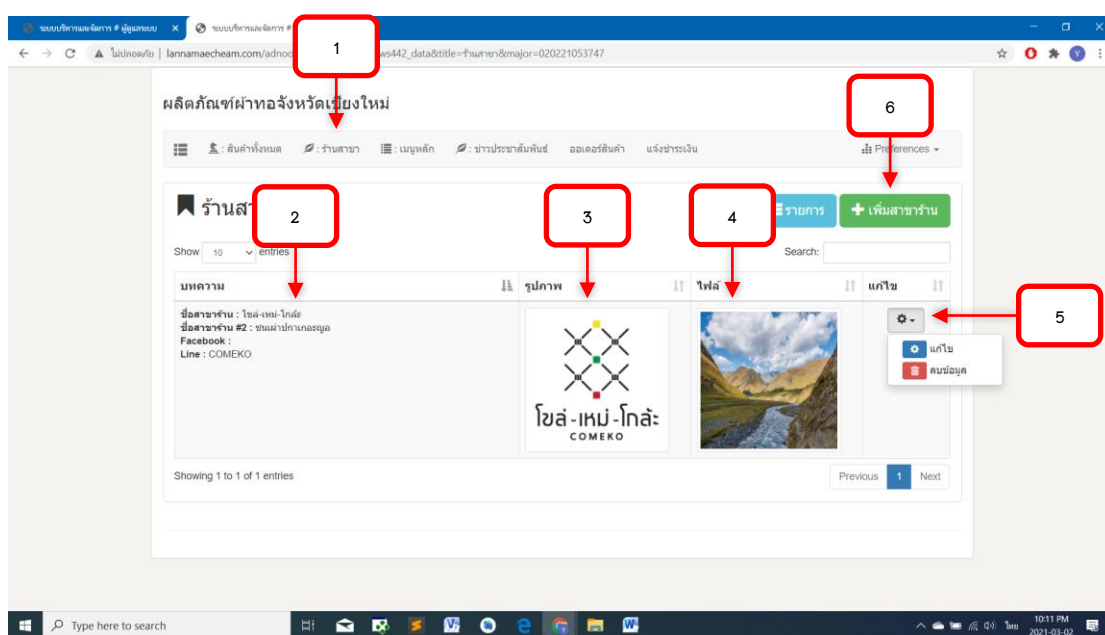 ระบบบริหารและจัดการ # ผู้ดูแลระบบ
ระบบบริหารและจัดการ #
ไม่ปลอดภัย | lannamaecheam.com/adnoc
ws442_data&title=ร้านสาขา&major=020221053747
1
ผลิตภัณฑ์ผ้าทอจังหวัดเชียงใหม่
6
: สินค้าทั้งหมด : ร้านสาขา : เมนูหลัก : ข่าวประชาสัมพันธ์ ออเดอร์สินค้า แจ้งชำระเงิน Preferences
ร้านสา
2
3
4
รายการ
เพิ่มสาขาร้าน
Show 10 entries
Search:
บทความ รูปภาพ ไฟล์ แก้ไข
ชื่อสาขาร้าน : โขล่-เหม่-โกล้ะ
ชื่อสาขาร้าน #2 : ชนเผ่าปกาเกอะญอ
Facebook :
Line : COMEKO
โขล่-เหม่-โกล้ะ
COMEKO
5
แก้ไข
ลบข้อมูล
Showing 1 to 1 of 1 entries
Previous 1 Next
Type here to search
ไทย
10:11 PM
2021-03-02